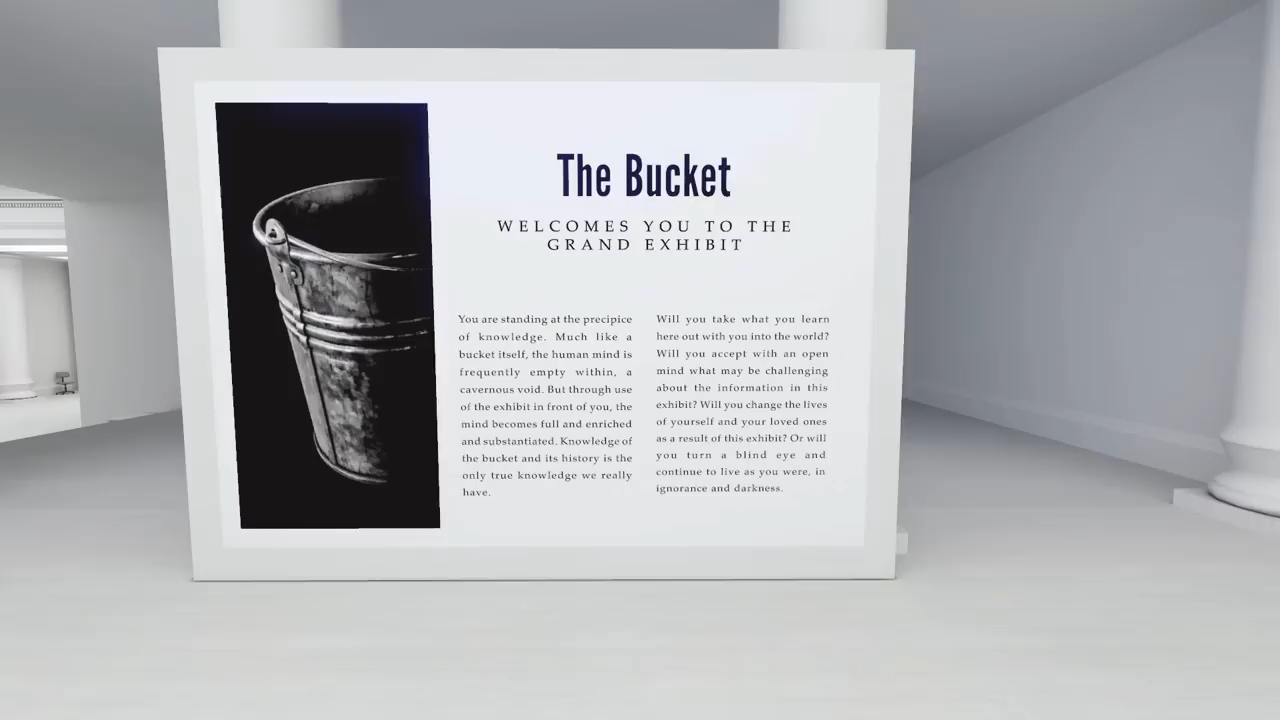 The Bucket
WELCOMES YOU TO THE
GRAND EXHIBIT
You are standing at the precipice
of knowledge. Much like a
bucket itself, the human mind is
frequently empty within, a
cavernous void. But through use
of the exhibit in front of you, the
mind becomes full and enriched
and substantiated. Knowledge of
the bucket and its history is the
only true knowledge we really
have.
Will you take what you learn
here out with you into the world?
Will you accept with an open
mind what may be challenging
about the information in this
exhibit? Will you change the lives
of yourself and your loved ones
as a result of this exhibit? Or will
you turn a blind eye and
continue to live as you were, in
ignorance and darkness.